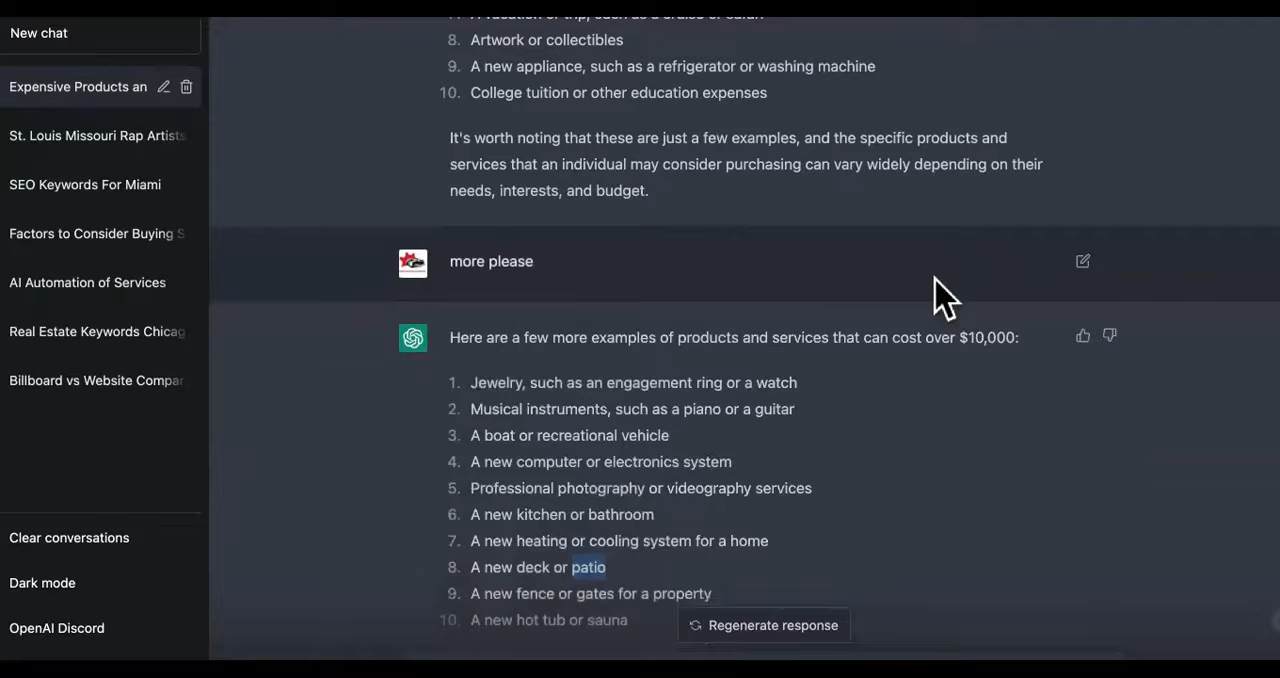 New chat
Expensive Products an
St. Louis Missouri Rap Artists
SEO Keywords For Miami
Factors to Consider Buying S
AI Automation of Services
Real Estate Keywords Chicag
Billboard vs Website Compar
Clear conversations
Dark mode
OpenAI Discord
8. Artwork or collectibles
9. A new appliance, such as a refrigerator or washing machine
10. College tuition or other education expenses
It's worth noting that these are just a few examples, and the specific products and
services that an individual may consider purchasing can vary widely depending on their
needs, interests, and budget.
more please
Here are a few more examples of products and services that can cost over $10,000:
1. Jewelry, such as an engagement ring or a watch
2. Musical instruments, such as a piano or a guitar
3. A boat or recreational vehicle
4. A new computer or electronics system
5. Professional photography or videography services
6. A new kitchen or bathroom
7. A new heating or cooling system for a home
8. A new deck or patio
9. A new fence or gates for a property
10. A new hot tub or sauna
Regenerate response